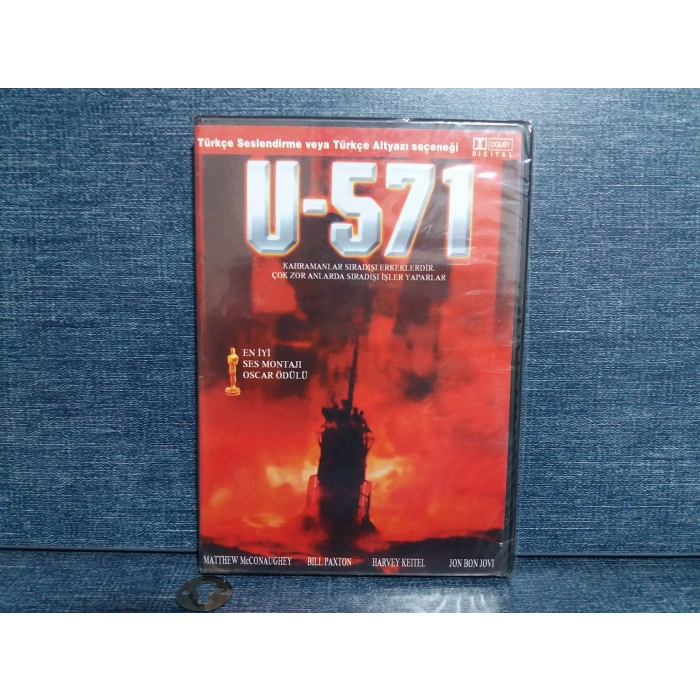 Türkçe Seslendirme veya Türkçe Altyazı seçeneği
DOLBY
DIGITAL
U-571
KAHRAMANLAR SIRADIŞI ERKEKLERDİR.
ÇOK ZOR ANLARDA SIRADIŞI İŞLER YAPARLAR
EN İYİ
SES MONTAJI
OSCAR ÖDÜLÜ
MATTHEW McCONAUGHEY BILL PAXTON HARVEY KEITEL JON BON JOVI